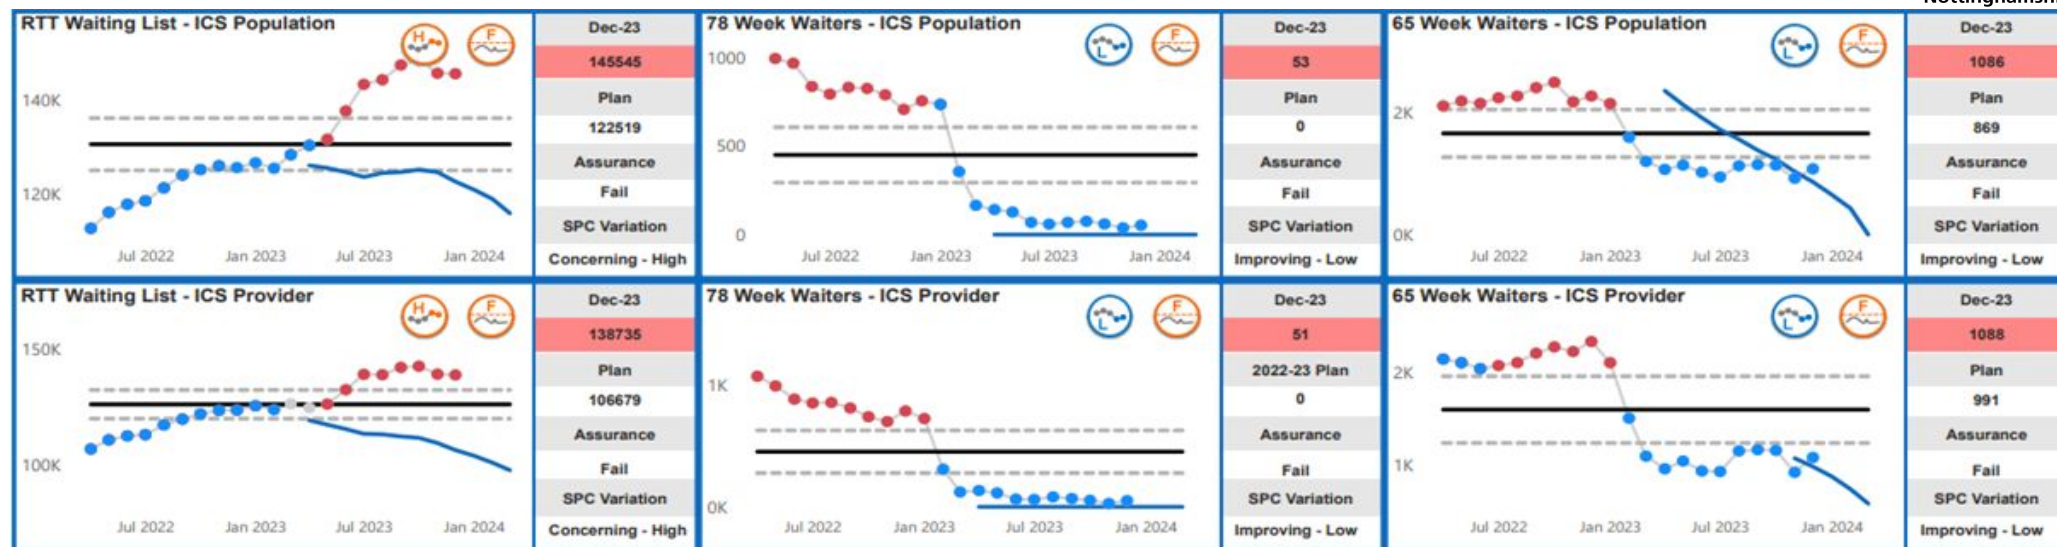 RTT Waiting List - ICS Population
H
F
140K
120K
Jul 2022
Jan 2023
Jul 2023
Jan 2024
Dec-23
145545
Plan
122519
Assurance
Fail
SPC Variation
Concerning - High
78 Week Waiters - ICS Population
L
F
1000
500
0
Jul 2022
Jan 2023
Jul 2023
Jan 2024
Dec-23
53
Plan
0
Assurance
Fail
SPC Variation
Improving - Low
65 Week Waiters - ICS Population
L
F
2K
0K
Jul 2022
Jan 2023
Jul 2023
Jan 2024
Dec-23
1086
Plan
869
Assurance
Fail
SPC Variation
Improving - Low
RTT Waiting List - ICS Provider
H
F
150K
100K
Jul 2022
Jan 2023
Jul 2023
Jan 2024
Dec-23
138735
Plan
106679
Assurance
Fail
SPC Variation
Concerning - High
78 Week Waiters - ICS Provider
L
F
1K
0K
Jul 2022
Jan 2023
Jul 2023
Jan 2024
Dec-23
51
2022-23 Plan
0
Assurance
Fail
SPC Variation
Improving - Low
65 Week Waiters - ICS Provider
L
F
2K
1K
Jul 2022
Jan 2023
Jul 2023
Jan 2024
Dec-23
1088
Plan
991
Assurance
Fail
SPC Variation
Improving - Low